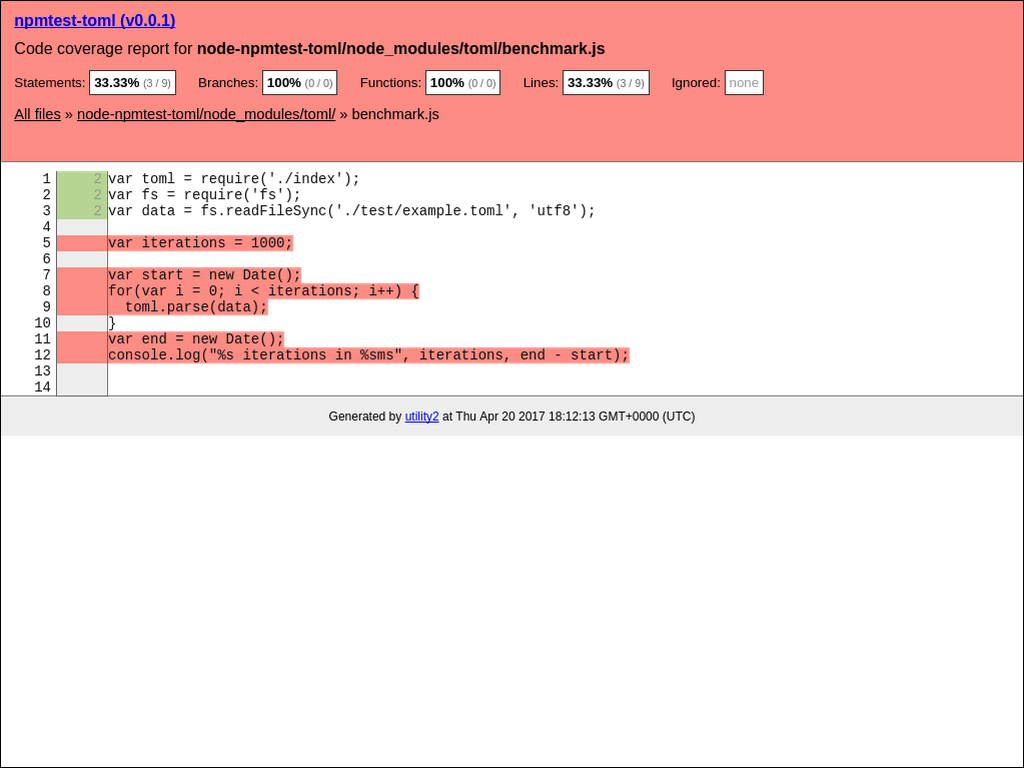 npmtest-toml (v0.0.1)
Code coverage report for node-npmtest-toml/node_modules/toml/benchmark.js
Statements: 33.33% (3 / 9) Branches: 100% (0 / 0) Functions: 100% (0 / 0) Lines: 33.33% (3 / 9) Ignored: none
All files » node-npmtest-toml/node_modules/toml/ » benchmark.js
1 2 var toml = require('./index');
2 2 var fs = require('fs');
3 2 var data = fs.readFileSync('./test/example.toml', 'utf8');
4
5 var iterations = 1000;
6
7 var start = new Date();
8 for(var i = 0; i < iterations; i++) {
9   toml.parse(data);
10 }
11 var end = new Date();
12 console.log("%s iterations in %sms", iterations, end - start);
13
14
Generated by utility2 at Thu Apr 20 2017 18:12:13 GMT+0000 (UTC)